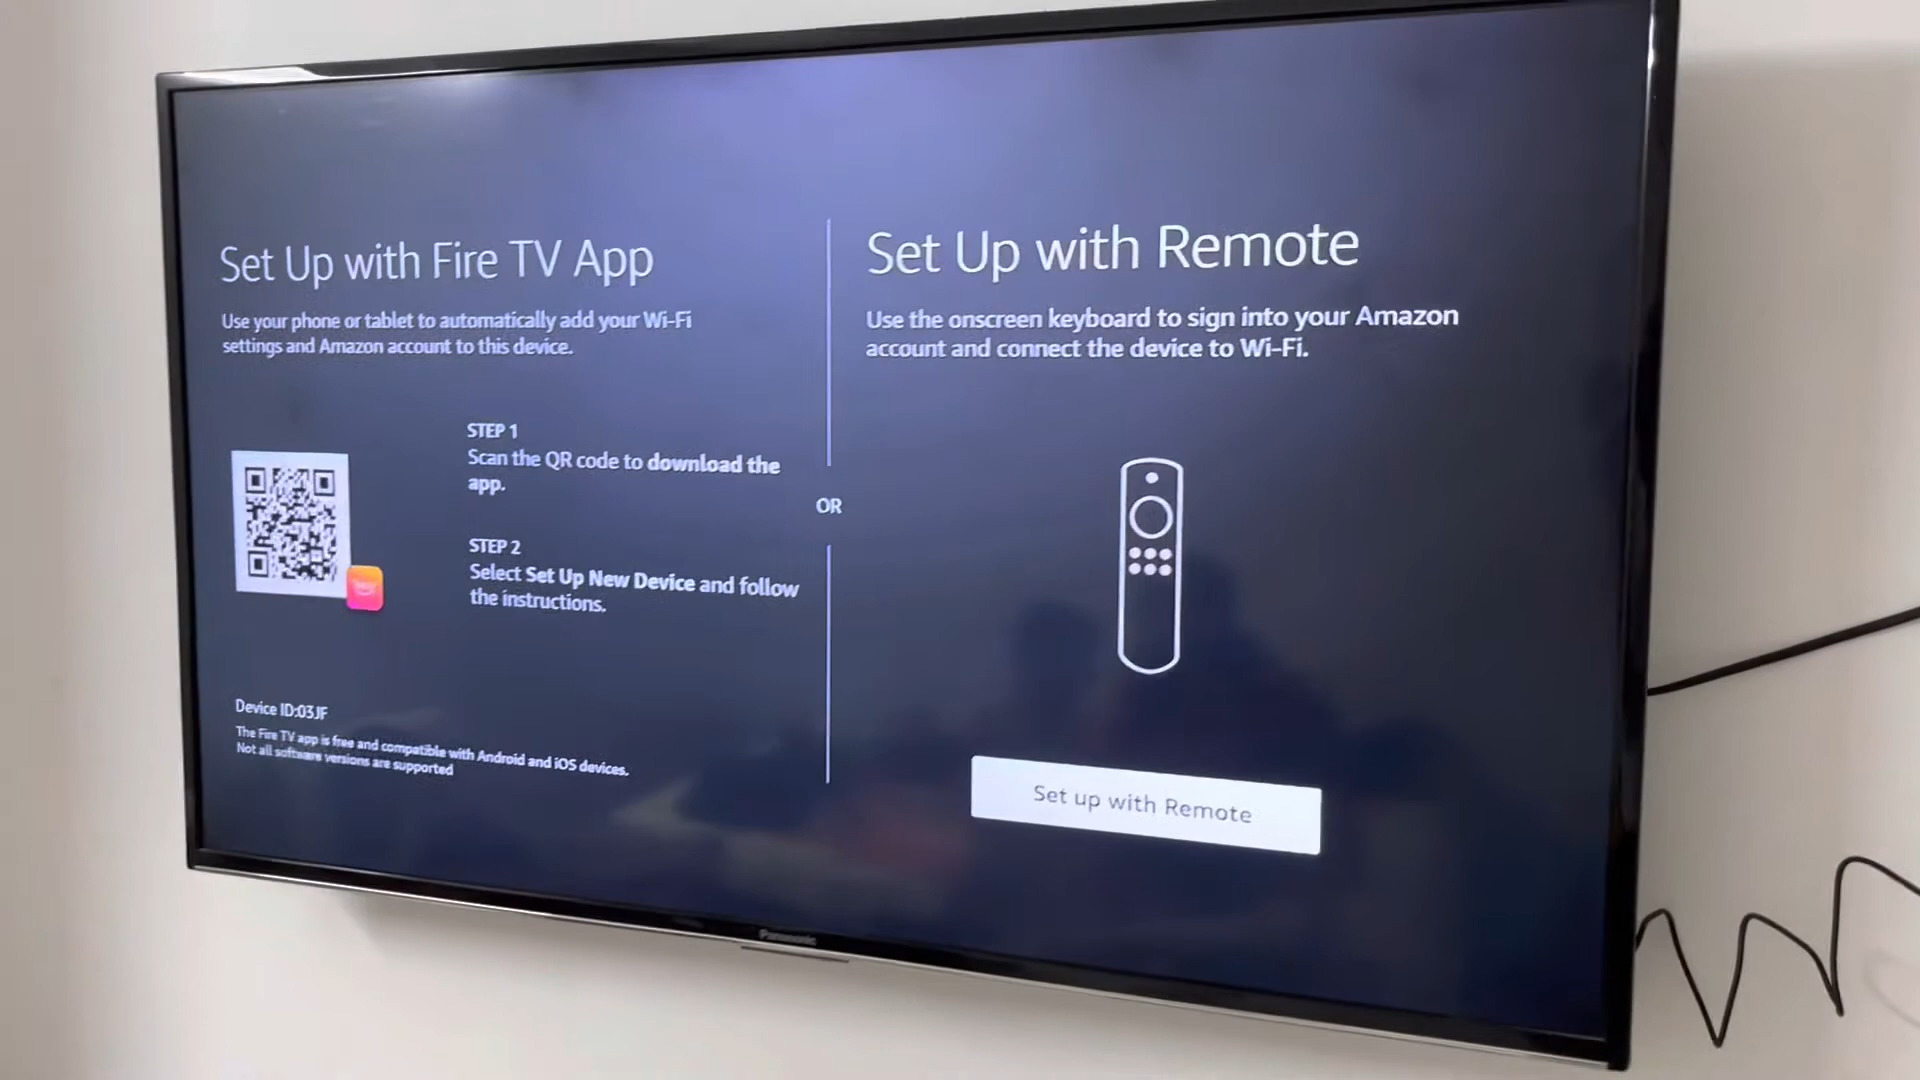 Set Up with Fire TV App
Use your phone or tablet to automatically add your Wi-Fi
settings and Amazon account to this device.
STEP 1
Scan the QR code to download the
app.
STEP 2
Select Set Up New Device and follow
the instructions.
Device ID:03JF
The Fire TV app is free and compatible with Android and iOS devices.
Not all software versions are supported
OR
Set Up with Remote
Use the onscreen keyboard to sign into your Amazon
account and connect the device to Wi-Fi.
Set up with Remote
Panasonic